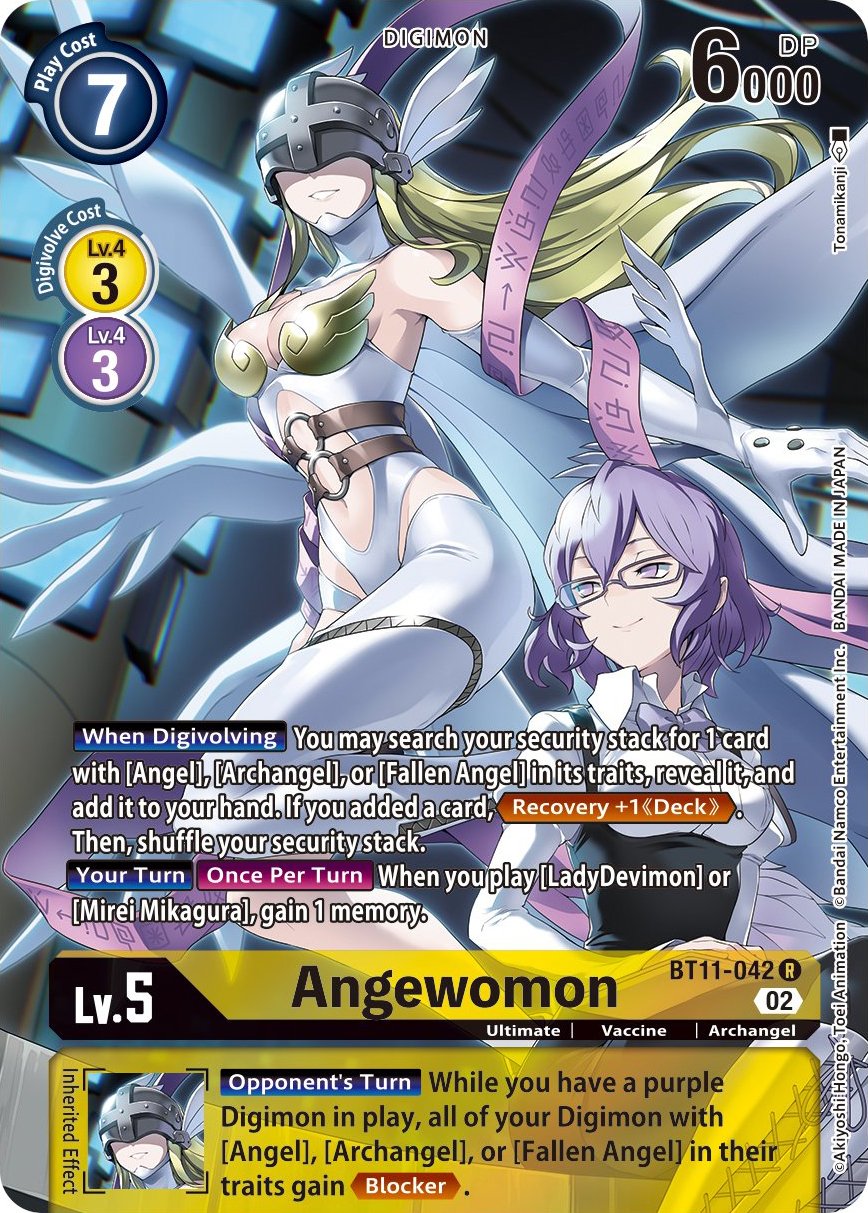 DIGIMON
Play Cost
7
DP
6000
Digivolve Cost
Lv.4
3
Lv.4
3
Tonamikanji
When Digivolving You may search your security stack for 1 card
with [Angel], [Archangel], or [Fallen Angel] in its traits, reveal it, and
add it to your hand. If you added a card, Recovery +1《Deck》.
Then, shuffle your security stack.
Your Turn Once Per Turn When you play [LadyDevimon] or
[Mirei Mikagura], gain 1 memory.
©Akiyoshi Hongo, Toei Animation ©Bandai Namco Entertainment Inc. BANDAI MADE IN JAPAN
Lv.5
Angewomon
BT11-042 R
02
Ultimate | Vaccine | Archangel
Inherited Effect
Opponent's Turn While you have a purple
Digimon in play, all of your Digimon with
[Angel], [Archangel], or [Fallen Angel] in their
traits gain Blocker.